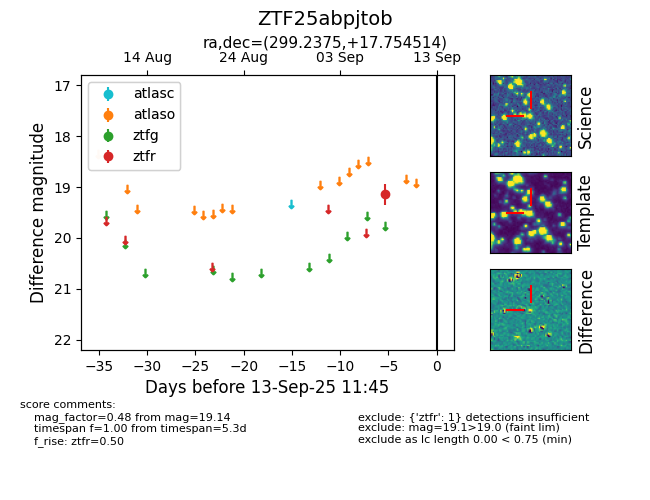 ZTF25abpjtob
ra,dec=(299.2375,+17.754514)
14 Aug 24 Aug 03 Sep 13 Sep
atlasc
atlaso
ztfg
ztfr
17
18
19
20
21
22
Difference magnitude
−35 −30 −25 −20 −15 −10 −5 0
Days before 13-Sep-25 11:45
Science
Template
Difference
score comments:
mag_factor=0.48 from mag=19.14
timespan f=1.00 from timespan=5.3d
f_rise: ztfr=0.50
exclude: {'ztfr': 1} detections insufficient
exclude: mag=19.1>19.0 (faint lim)
exclude as lc length 0.00 < 0.75 (min)